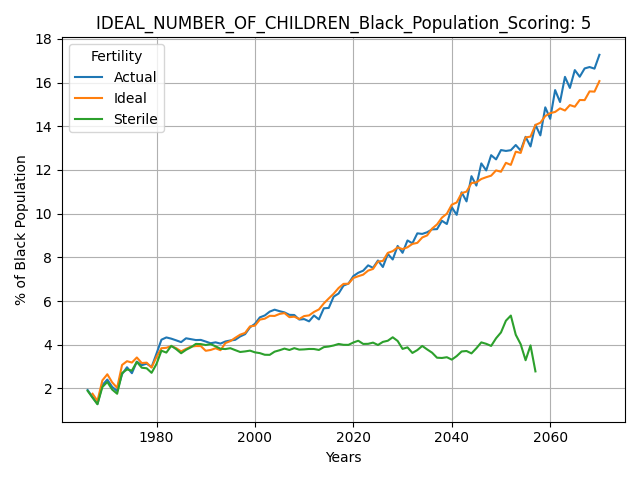 IDEAL_NUMBER_OF_CHILDREN_Black_Population_Scoring: 5
Fertility
Actual
Ideal
Sterile
% of Black Population
18
16
14
12
10
8
6
4
2
1980
2000
2020
2040
2060
Years